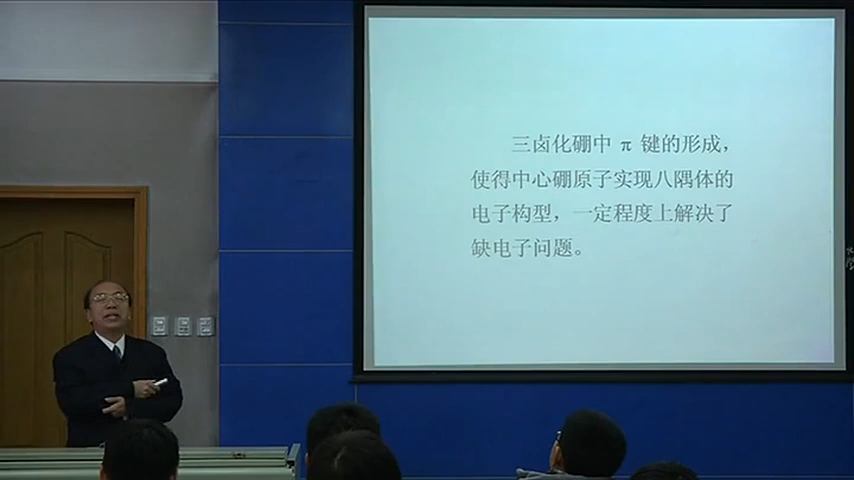 三卤化硼中 π 键的形成，
使得中心硼原子实现八隅体的
电子构型，一定程度上解决了
缺电子问题。